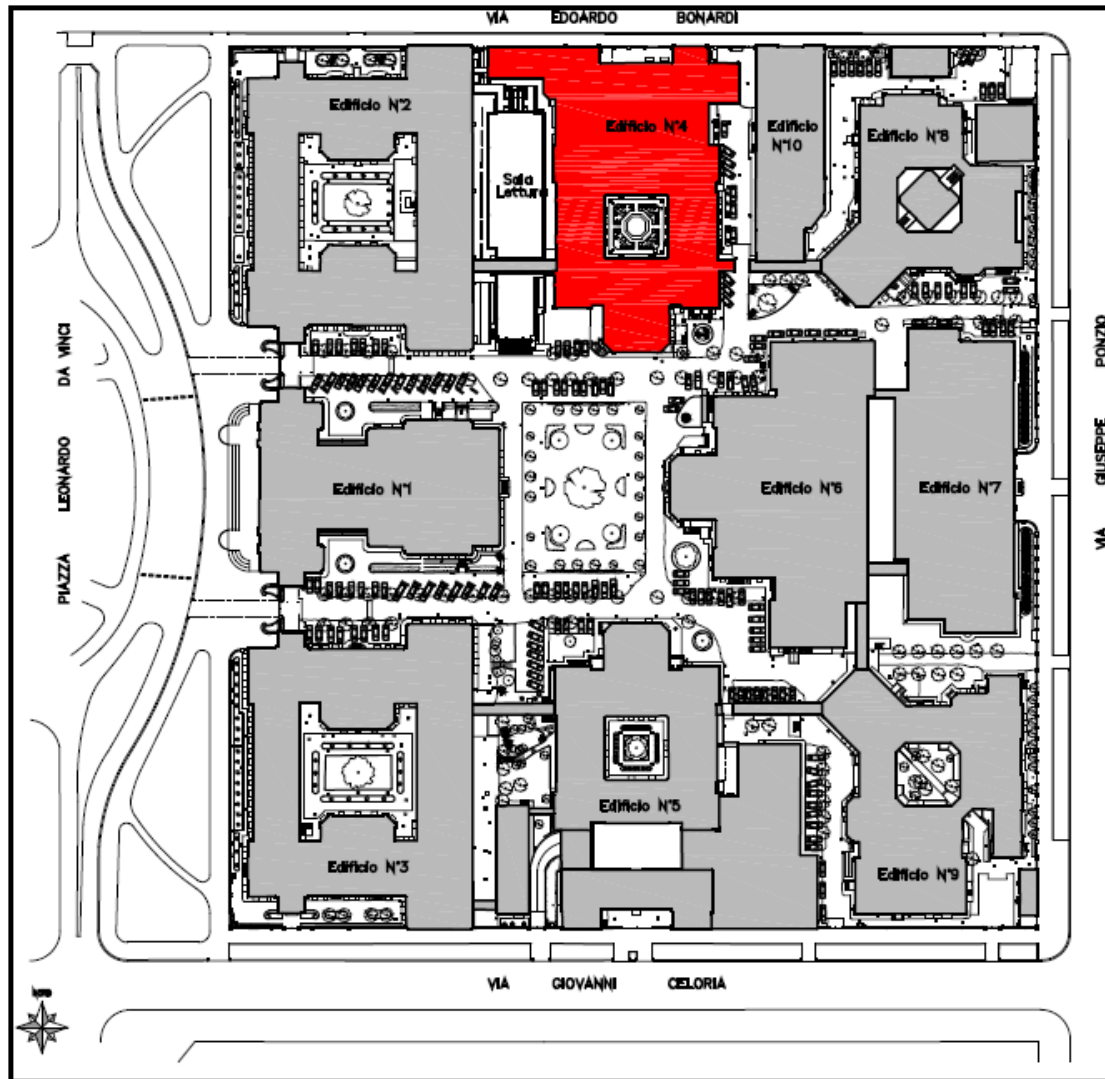 VIA EDOARDO BONARDI
Edificio N°2
Edificio N°4
Edificio
N°10
Edificio N°8
Sala
Lettura
PIAZZA LEONARDO DA VINCI
VIA GIUSEPPE PONZIO
Edificio N°1
Edificio N°6
Edificio N°7
Edificio N°5
Edificio N°3
Edificio N°9
VIA GIOVANNI CELORIA